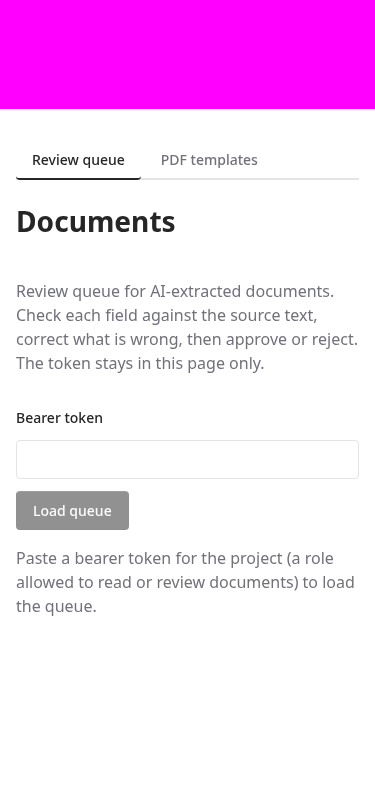 Review queue
PDF templates
Documents
Review queue for AI-extracted documents.
Check each field against the source text,
correct what is wrong, then approve or reject.
The token stays in this page only.
Bearer token
Load queue
Paste a bearer token for the project (a role
allowed to read or review documents) to load
the queue.